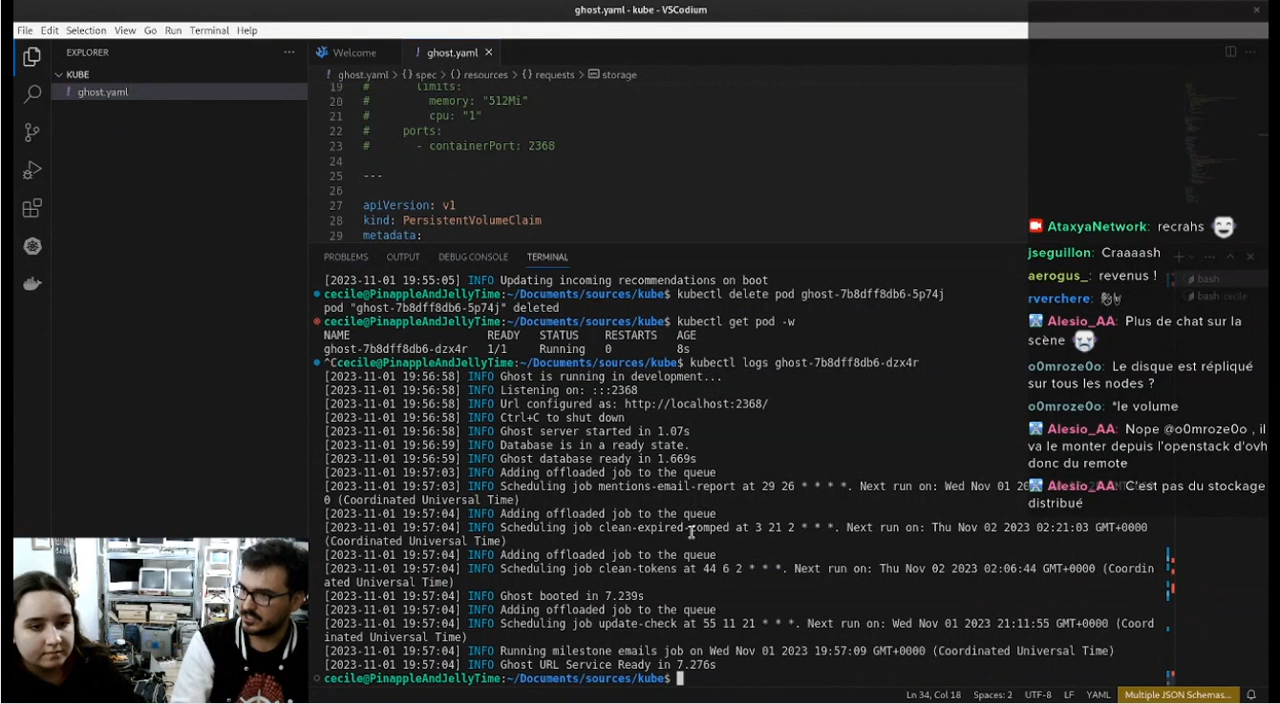 ghost.yaml - kube - VSCodium
File Edit Selection View Go Run Terminal Help
EXPLORER
KUBE
ghost.yaml
Welcome
ghost.yaml
ghost.yaml > {} spec > {} resources > {} requests > storage
19 # limits:
20 # memory: "512Mi"
21 # cpu: "1"
22 # ports:
23 # - containerPort: 2368
24
25 ---
26
27 apiVersion: v1
28 kind: PersistentVolumeClaim
29 metadata:
PROBLEMS OUTPUT DEBUG CONSOLE TERMINAL
[2023-11-01 19:55:05] INFO Updating incoming recommendations on boot
cecile@PinappleAndJellyTime:~/Documents/sources/kube$ kubectl delete pod ghost-7b8dff8db6-5p74j
pod "ghost-7b8dff8db6-5p74j" deleted
cecile@PinappleAndJellyTime:~/Documents/sources/kube$ kubectl get pod -w
NAME READY STATUS RESTARTS AGE
ghost-7b8dff8db6-dzx4r 1/1 Running 0 8s
^Ccecile@PinappleAndJellyTime:~/Documents/sources/kube$ kubectl logs ghost-7b8dff8db6-dzx4r
[2023-11-01 19:56:58] INFO Ghost is running in development...
[2023-11-01 19:56:58] INFO Listening on: :::2368
[2023-11-01 19:56:58] INFO Url configured as: http://localhost:2368/
[2023-11-01 19:56:58] INFO Ctrl+C to shut down
[2023-11-01 19:56:58] INFO Ghost server started in 1.07s
[2023-11-01 19:56:59] INFO Database is in a ready state.
[2023-11-01 19:56:59] INFO Ghost database ready in 1.669s
[2023-11-01 19:57:03] INFO Adding offloaded job to the queue
[2023-11-01 19:57:03] INFO Scheduling job mentions-email-report at 29 26 * * * *. Next run on: Wed Nov 01
0 (Coordinated Universal Time)
[2023-11-01 19:57:04] INFO Adding offloaded job to the queue
[2023-11-01 19:57:04] INFO Scheduling job clean-expired-comped at 3 21 2 * * *. Next run on: Thu Nov 02 2023 02:21:03 GMT+0000
(Coordinated Universal Time)
[2023-11-01 19:57:04] INFO Adding offloaded job to the queue
[2023-11-01 19:57:04] INFO Scheduling job clean-tokens at 44 6 2 * * *. Next run on: Thu Nov 02 2023 02:06:44 GMT+0000 (Coordin
ated Universal Time)
[2023-11-01 19:57:04] INFO Ghost booted in 7.239s
[2023-11-01 19:57:04] INFO Adding offloaded job to the queue
[2023-11-01 19:57:04] INFO Scheduling job update-check at 55 11 21 * * *. Next run on: Wed Nov 01 2023 21:11:55 GMT+0000 (Coord
inated Universal Time)
[2023-11-01 19:57:04] INFO Running milestone emails job on Wed Nov 01 2023 19:57:09 GMT+0000 (Coordinated Universal Time)
[2023-11-01 19:57:04] INFO Ghost URL Service Ready in 7.276s
cecile@PinappleAndJellyTime:~/Documents/sources/kube$
bash
bash cecile
AtaxyaNetwork: recrahs
jseguillon: Craaaash
aerogus_: revenus !
rverchere:
Alesio_AA: Plus de chat sur la
scène
o0mroze0o: Le disque est répliqué
sur tous les nodes ?
o0mroze0o: *le volume
Alesio_AA: Nope @o0mroze0o , il
va le monter depuis l'openstack d'ovh
donc du remote
Alesio_AA: C'est pas du stockage
distribué
Ln 34, Col 18 Spaces: 2 UTF-8 LF YAML Multiple JSON Schemas...